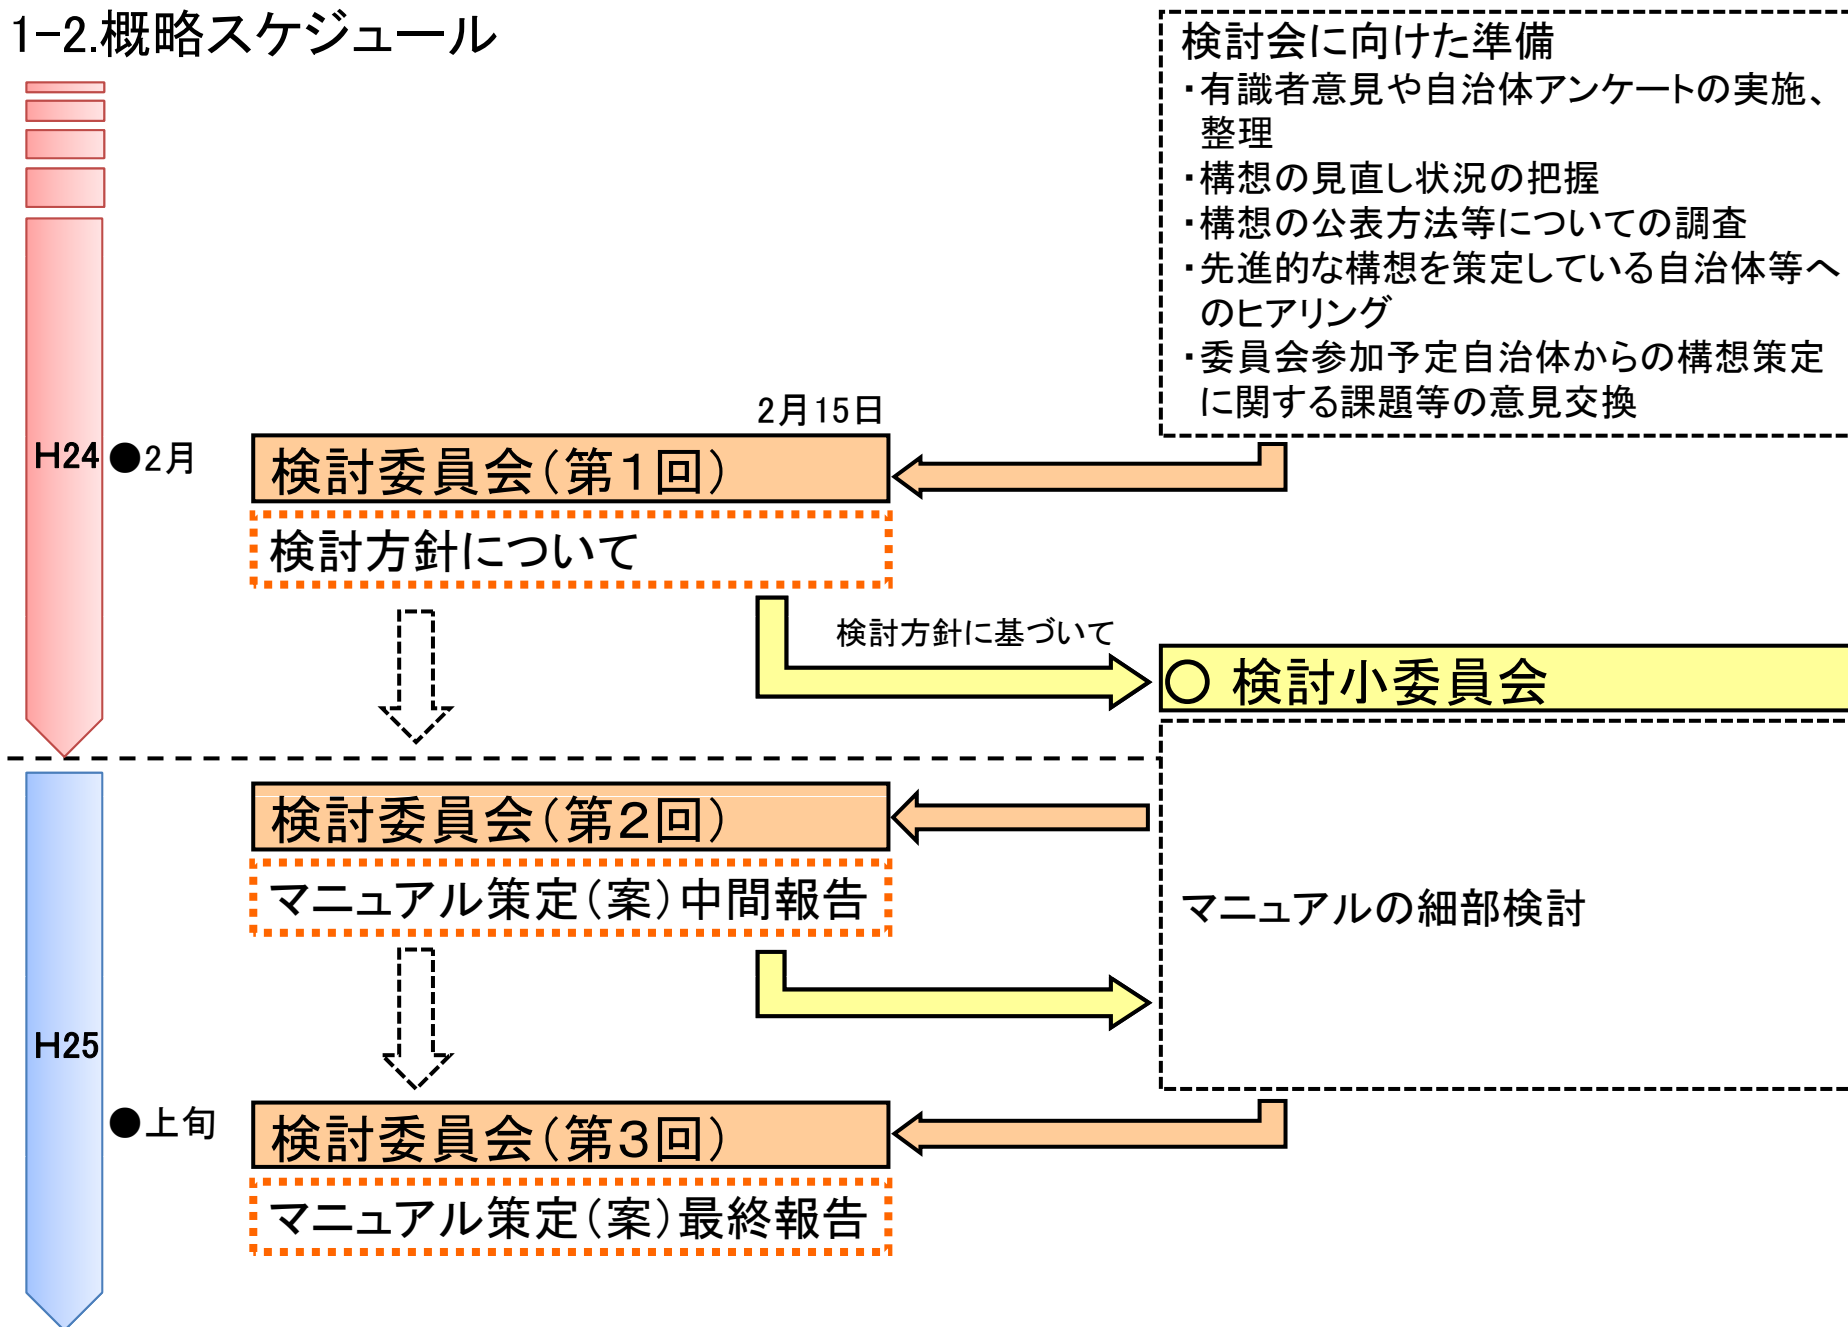 1-2.概略スケジュール
検討会に向けた準備
・有識者意見や自治体アンケートの実施、
整理
・構想の見直し状況の把握
・構想の公表方法等についての調査
・先進的な構想を策定している自治体等へ
のヒアリング
・委員会参加予定自治体からの構想策定
に関する課題等の意見交換
2月15日
H24 ●2月
検討委員会(第1回)
検討方針について
検討方針に基づいて
○ 検討小委員会
検討委員会(第2回)
マニュアル策定(案)中間報告
マニュアルの細部検討
H25
●上旬
検討委員会(第3回)
マニュアル策定(案)最終報告